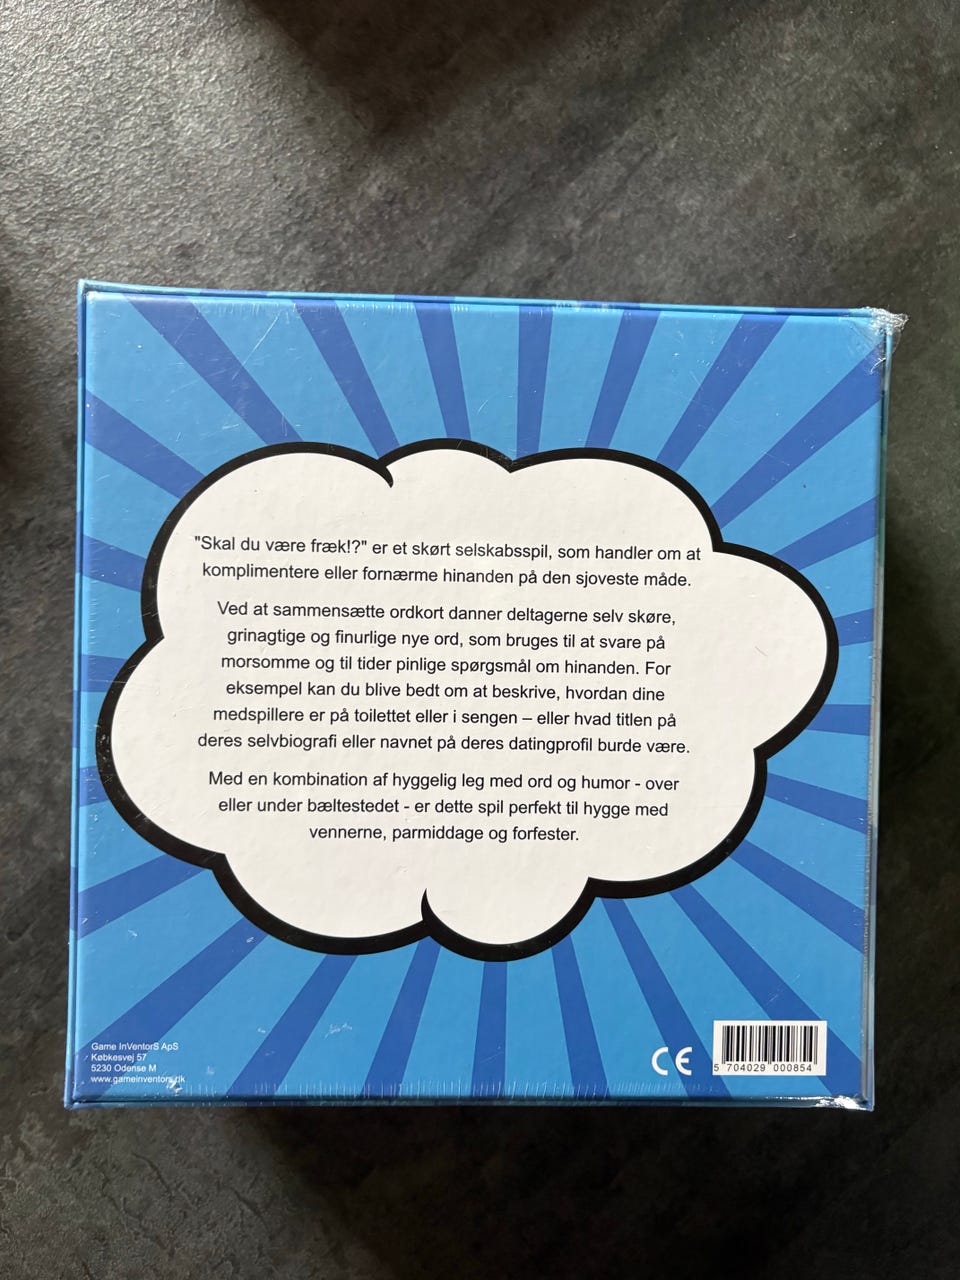 "Skal du være fræk!?" er et skørt selskabsspil, som handler om at
komplimentere eller fornærme hinanden på den sjoveste måde.
Ved at sammensætte ordkort danner deltagerne selv skøre,
grinagtige og finurlige nye ord, som bruges til at svare på
morsomme og til tider pinlige spørgsmål om hinanden. For
eksempel kan du blive bedt om at beskrive, hvordan dine
medspillere er på toilettet eller i sengen – eller hvad titlen på
deres selvbiografi eller navnet på deres datingprofil burde være.
Med en kombination af hyggelig leg med ord og humor - over
eller under bæltestedet - er dette spil perfekt til hygge med
vennerne, parmiddage og forfester.
Game InVentorS ApS
Købkesvej 57
5230 Odense M
www.gameinventors.dk
CE
5 704029 000854